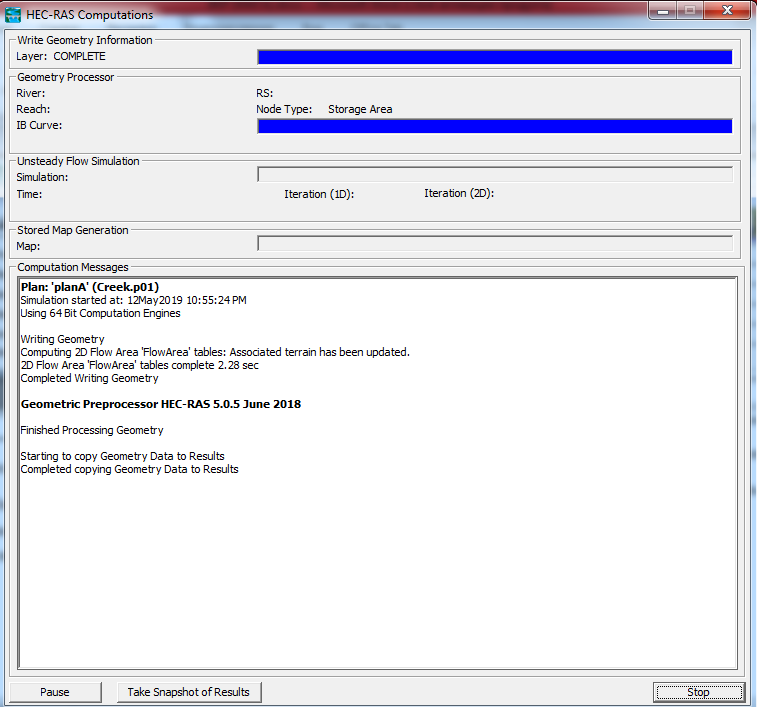 HEC-RAS Computations
Write Geometry Information
Layer: COMPLETE
Geometry Processor
River: RS:
Reach: Node Type: Storage Area
IB Curve:
Unsteady Flow Simulation
Simulation:
Time: Iteration (1D): Iteration (2D):
Stored Map Generation
Map:
Computation Messages
Plan: 'planA' (Creek.p01)
Simulation started at: 12May2019 10:55:24 PM
Using 64 Bit Computation Engines
Writing Geometry
Computing 2D Flow Area 'FlowArea' tables: Associated terrain has been updated.
2D Flow Area 'FlowArea' tables complete 2.28 sec
Completed Writing Geometry
Geometric Preprocessor HEC-RAS 5.0.5 June 2018
Finished Processing Geometry
Starting to copy Geometry Data to Results
Completed copying Geometry Data to Results
Pause Take Snapshot of Results Stop